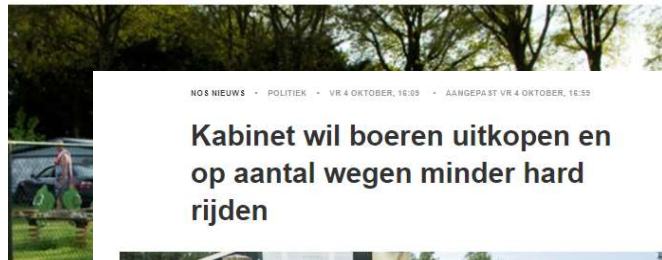 NOS NIEUWS • POLITIEK • VR 4 OKTOBER, 16:09 • AANGEPAST VR 4 OKTOBER, 16:59
Kabinet wil boeren uitkopen en
op aantal wegen minder hard
rijden